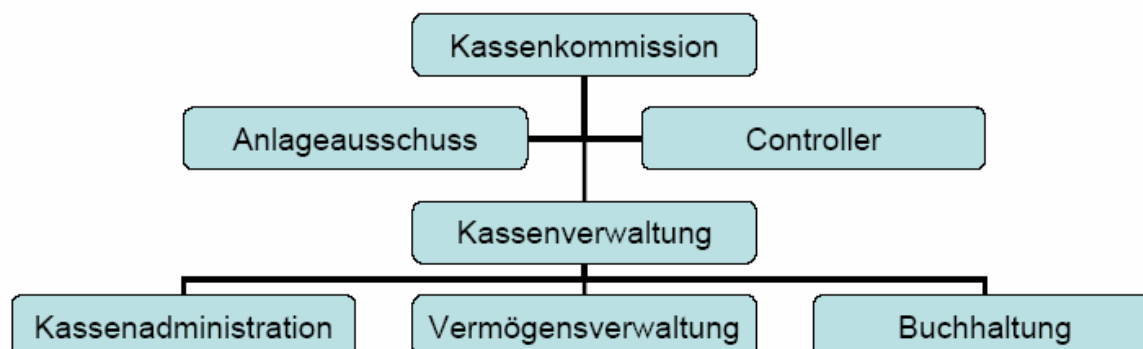 Kassenkommission
Anlageausschuss
Controller
Kassenverwaltung
Kassenadministration
Vermögensverwaltung
Buchhaltung